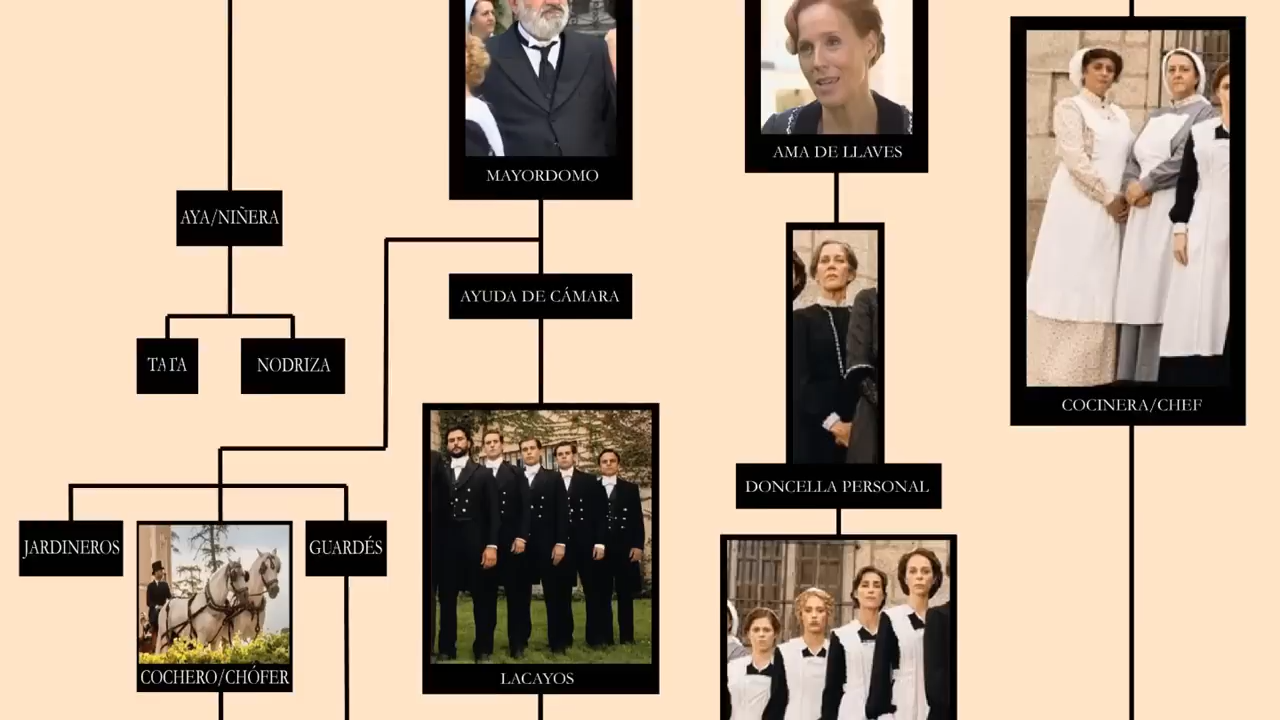 AMA DE LLAVES
MAYORDOMO
AYA/NIÑERA
AYUDA DE CÁMARA
TATA
NODRIZA
COCINERA/CHEF
DONCELLA PERSONAL
JARDINEROS
GUARDÉS
COCHERO/CHÓFER
LACAYOS